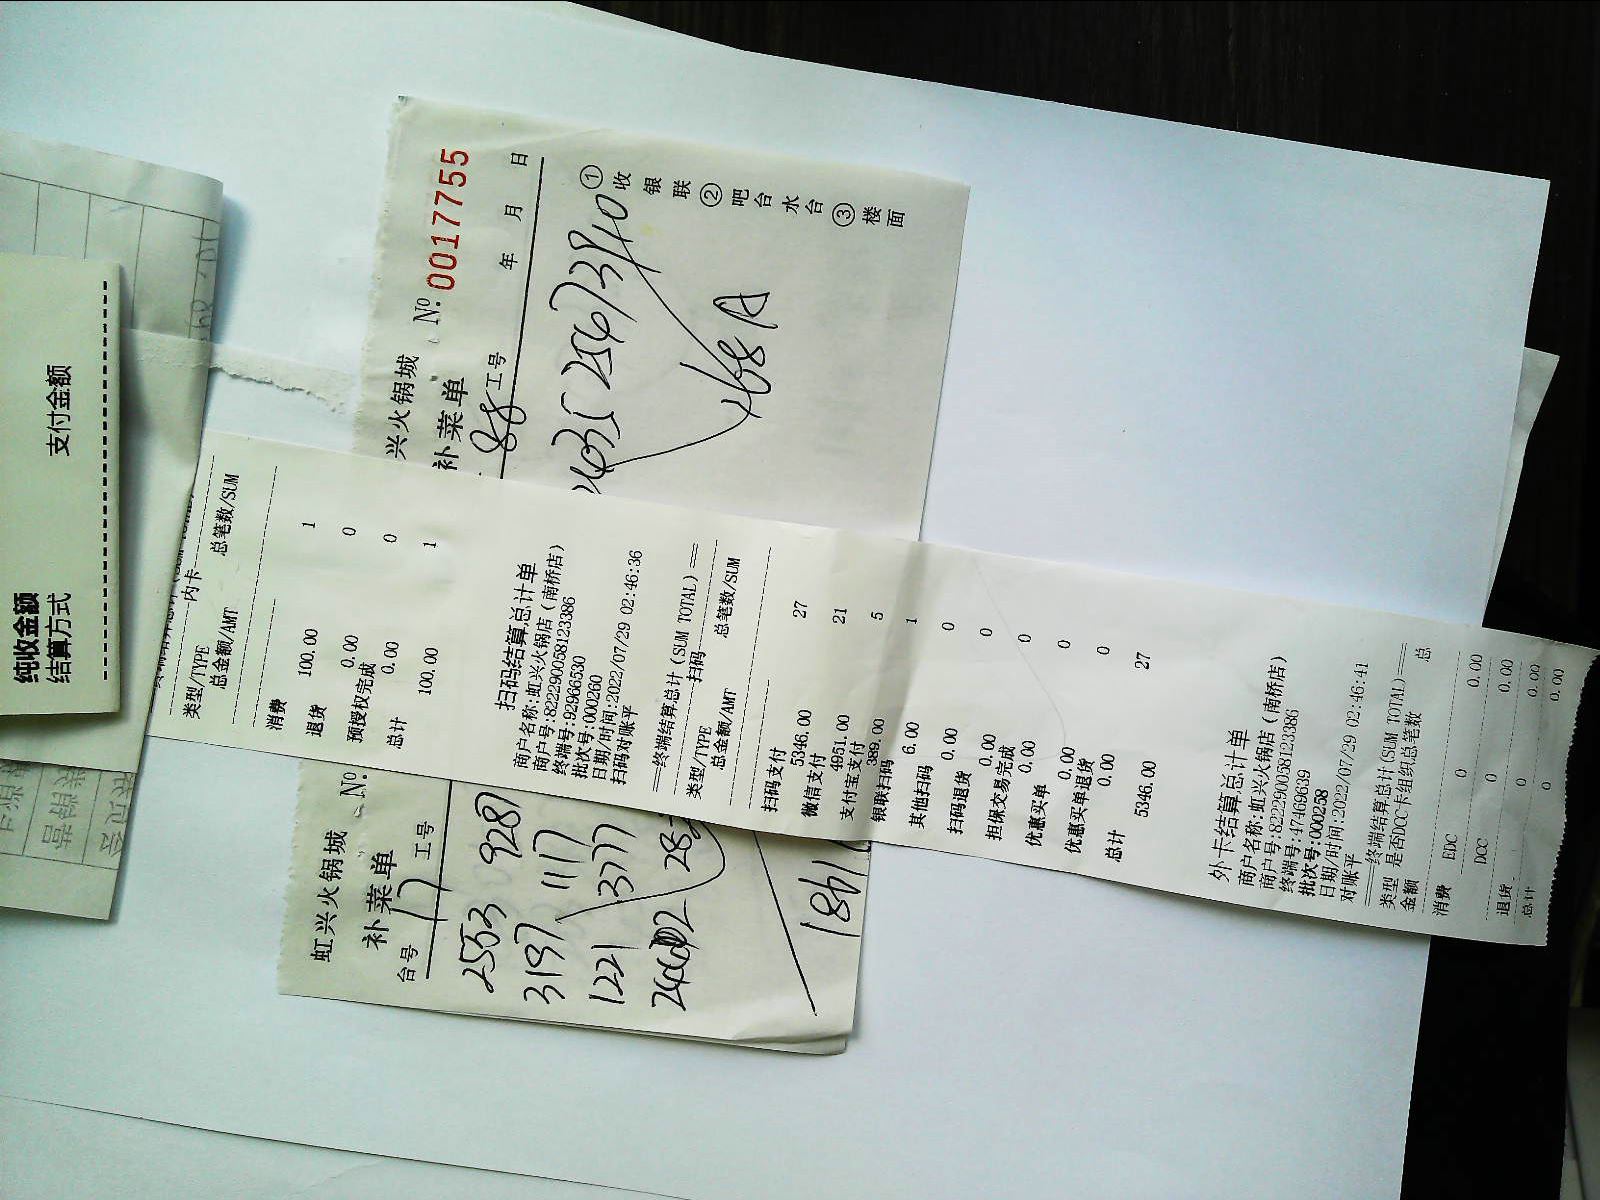 纯收金额
结算方式 支付金额
内卡
类型/TYPE 总笔数/SUM
总金额/AMT
消费 1
100.00
退货 0
0.00
预授权完成 0
0.00
总计 1
100.00
扫码结算总计单
商户名称:虹兴火锅店(南桥店)
商户号:822290058123386
终端号:92966530
批次号:000260
日期/时间:2022/07/29 02:46:36
扫码对账平
终端结算总计(SUM TOTAL)
扫码
类型/TYPE 总笔数/SUM
总金额/AMT
扫码支付 27
5346.00
微信支付 21
4951.00
支付宝支付 5
389.00
银联扫码 1
6.00
其他扫码 0
0.00
扫码退货 0
0.00
担保交易完成 0
0.00
优惠买单 0
0.00
优惠买单退货 0
0.00
总计 27
5346.00
外卡结算总计单
商户名称:虹兴火锅店(南桥店)
商户号:822290058123386
终端号:47469639
批次号:000258
日期/时间:2022/07/29 02:46:41
对账平
终端结算总计(SUM TOTAL)
类型 是否DCC卡组织总笔数 总
金额
消费 EDC 0 0.00
DCC 0 0.00
退货 0 0.00
总计 0 0.00
兴火锅城 No. 0017755
补菜单
88 工号 年 月 日
168A
①收银联②吧台水台③楼面
虹兴火锅城 No.
补菜单
台号 17 工号
2553 9281
3197 1117
1221 1377